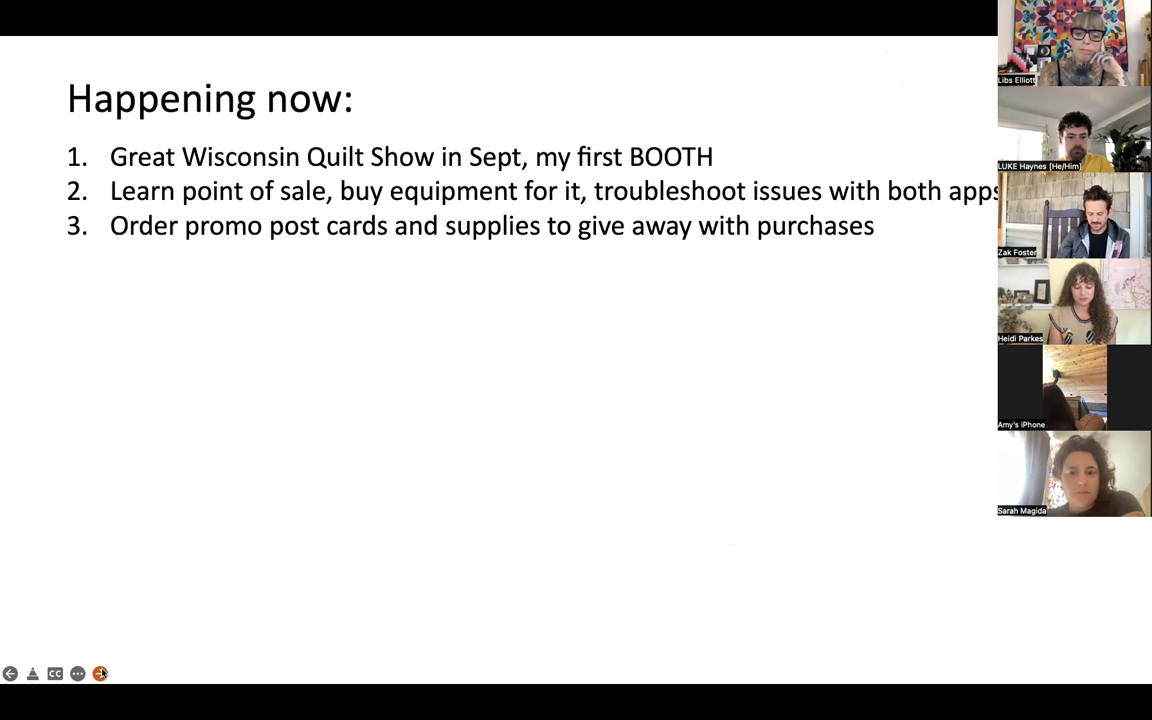 Happening now:
1. Great Wisconsin Quilt Show in Sept, my first BOOTH
2. Learn point of sale, buy equipment for it, troubleshoot issues with both apps
3. Order promo post cards and supplies to give away with purchases
Libs Elliott
LUKE Haynes [He/Him]
Zak Foster
Heidi Parkes
Amy's iPhone
Sarah Magida
CC